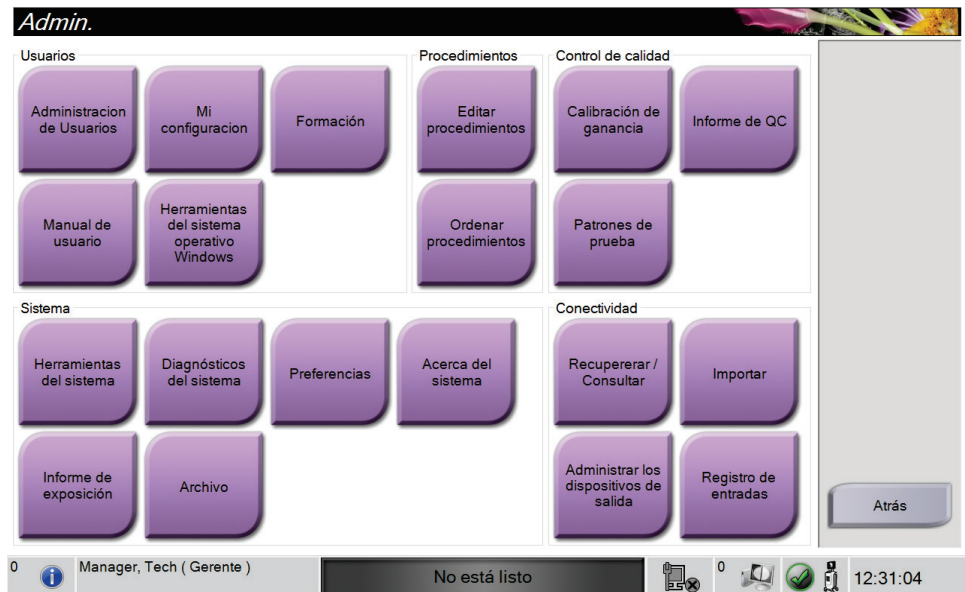 Admin.
Usuarios
Administracion
de Usuarios
Mi
configuracion
Formación
Manual de
usuario
Herramientas
del sistema
operativo
Windows
Procedimientos
Editar
procedimientos
Ordenar
procedimientos
Control de calidad
Calibración de
ganancia
Informe de QC
Patrones de
prueba
Sistema
Herramientas
del sistema
Diagnósticos
del sistema
Preferencias
Acerca del
sistema
Informe de
exposición
Archivo
Conectividad
Recupererar /
Consultar
Importar
Administrar los
dispositivos de
salida
Registro de
entradas
Atrás
0
Manager, Tech ( Gerente )
No está listo
0
12:31:04